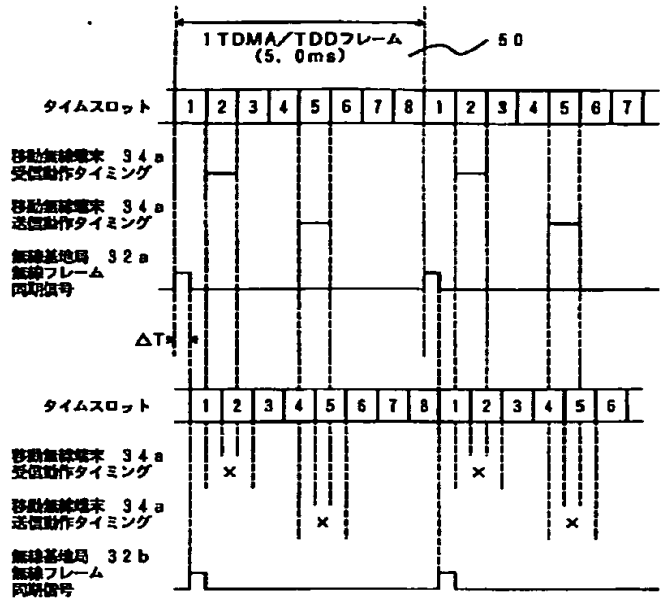 1TDMA/TDDフレーム
(5.0ms)
50
タイムスロット 1 2 3 4 5 6 7 8 1 2 3 4 5 6 7
移動無線端末 34a
受信動作タイミング
移動無線端末 34a
送信動作タイミング
無線基地局 32a
無線フレーム
同期信号
△T
タイムスロット 1 2 3 4 5 6 7 8 1 2 3 4 5 6
移動無線端末 34a
受信動作タイミング
×
×
移動無線端末 34a
送信動作タイミング
×
×
無線基地局 32b
無線フレーム
同期信号